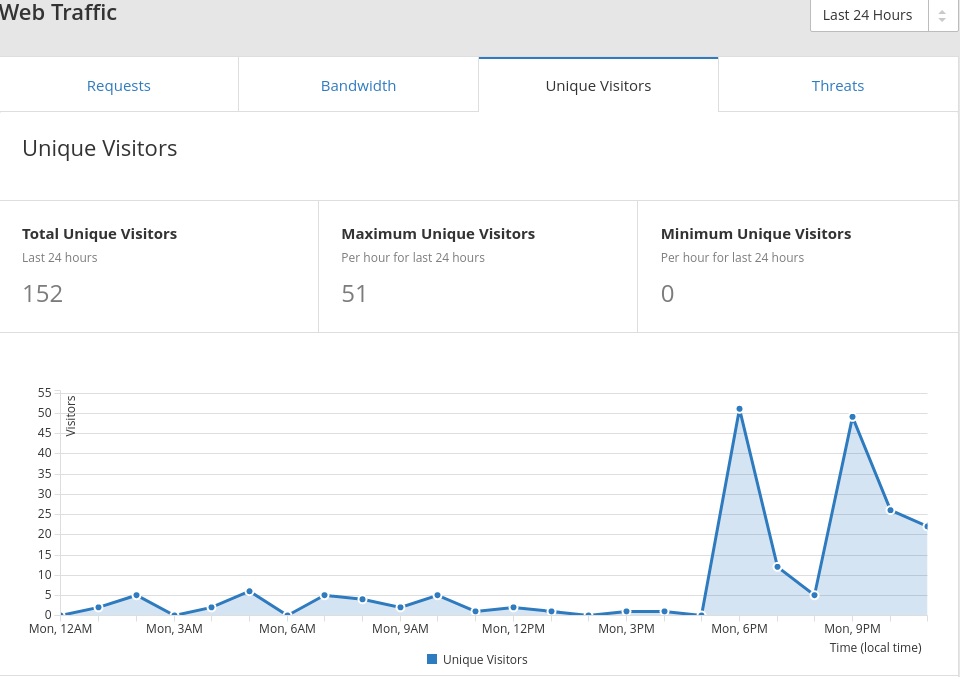 Web Traffic
Last 24 Hours
Requests
Bandwidth
Unique Visitors
Threats
Unique Visitors
Total Unique Visitors
Last 24 hours
152
Maximum Unique Visitors
Per hour for last 24 hours
51
Minimum Unique Visitors
Per hour for last 24 hours
0
Visitors
55
50
45
40
35
30
25
20
15
10
5
0
Mon, 12AM
Mon, 3AM
Mon, 6AM
Mon, 9AM
Mon, 12PM
Mon, 3PM
Mon, 6PM
Mon, 9PM
Time (local time)
Unique Visitors